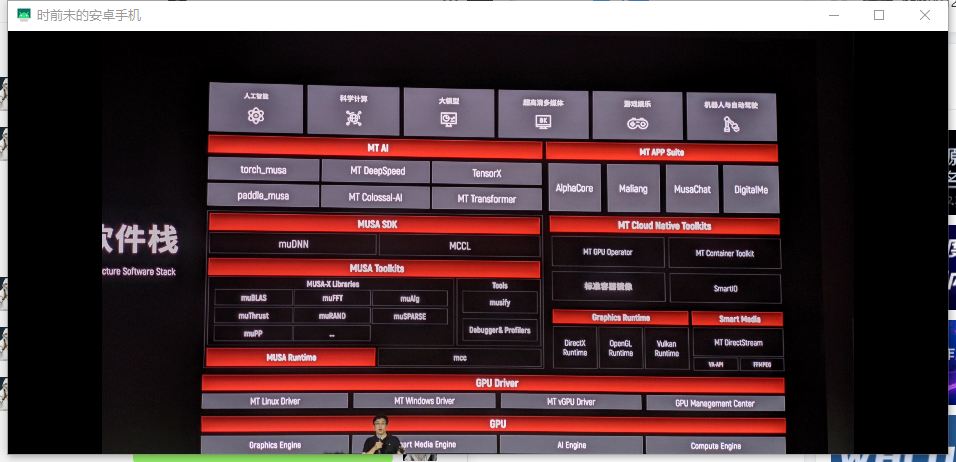 时前未的安卓手机
人工智能
科学计算
大模型
超高清多媒体
8K
游戏娱乐
机器人与自动驾驶
MT AI
MT APP Suite
torch_musa
MT DeepSpeed
TensorX
paddle_musa
MT Colossal-AI
MT Transformer
AlphaCore
Maliang
MusaChat
DigitalMe
软件栈
cture Software Stack
MUSA SDK
muDNN
MCCL
MUSA Toolkits
MUSA-X Libraries
muBLAS
muFFT
muAlg
muThrust
muRAND
muSPARSE
muPP
...
Tools
musify
Debugger& Profilers
MUSA Runtime
mcc
MT Cloud Native Toolkits
MT GPU Operator
MT Container Toolkit
标准容器镜像
SmartIO
Graphics Runtime
DirectX
Runtime
OpenGL
Runtime
Vulkan
Runtime
Smart Media
MT DirectStream
VA-API
FFMPEG
GPU Driver
MT Linux Driver
MT Windows Driver
MT vGPU Driver
GPU Management Center
GPU
Graphics Engine
art Media Engine
AI Engine
Compute Engine